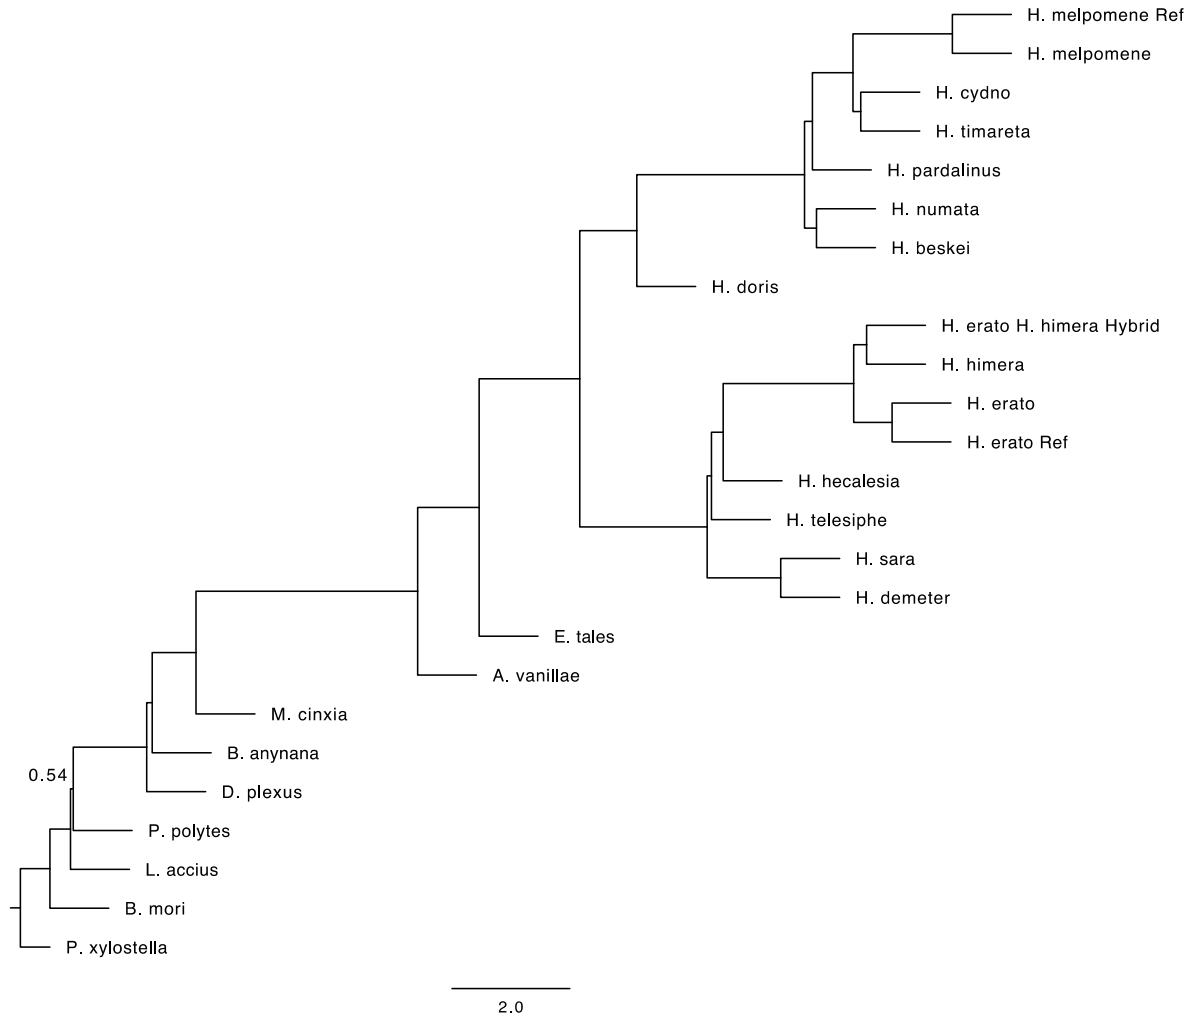 H. melpomene Ref
H. melpomene
H. cydno
H. timareta
H. pardalinus
H. numata
H. beskei
H. doris
H. erato H. himera Hybrid
H. himera
H. erato
H. erato Ref
H. hecalesia
H. telesiphe
H. sara
H. demeter
E. tales
A. vanillae
M. cinxia
B. anynana
0.54
D. plexus
P. polytes
L. accius
B. mori
P. xylostella
2.0